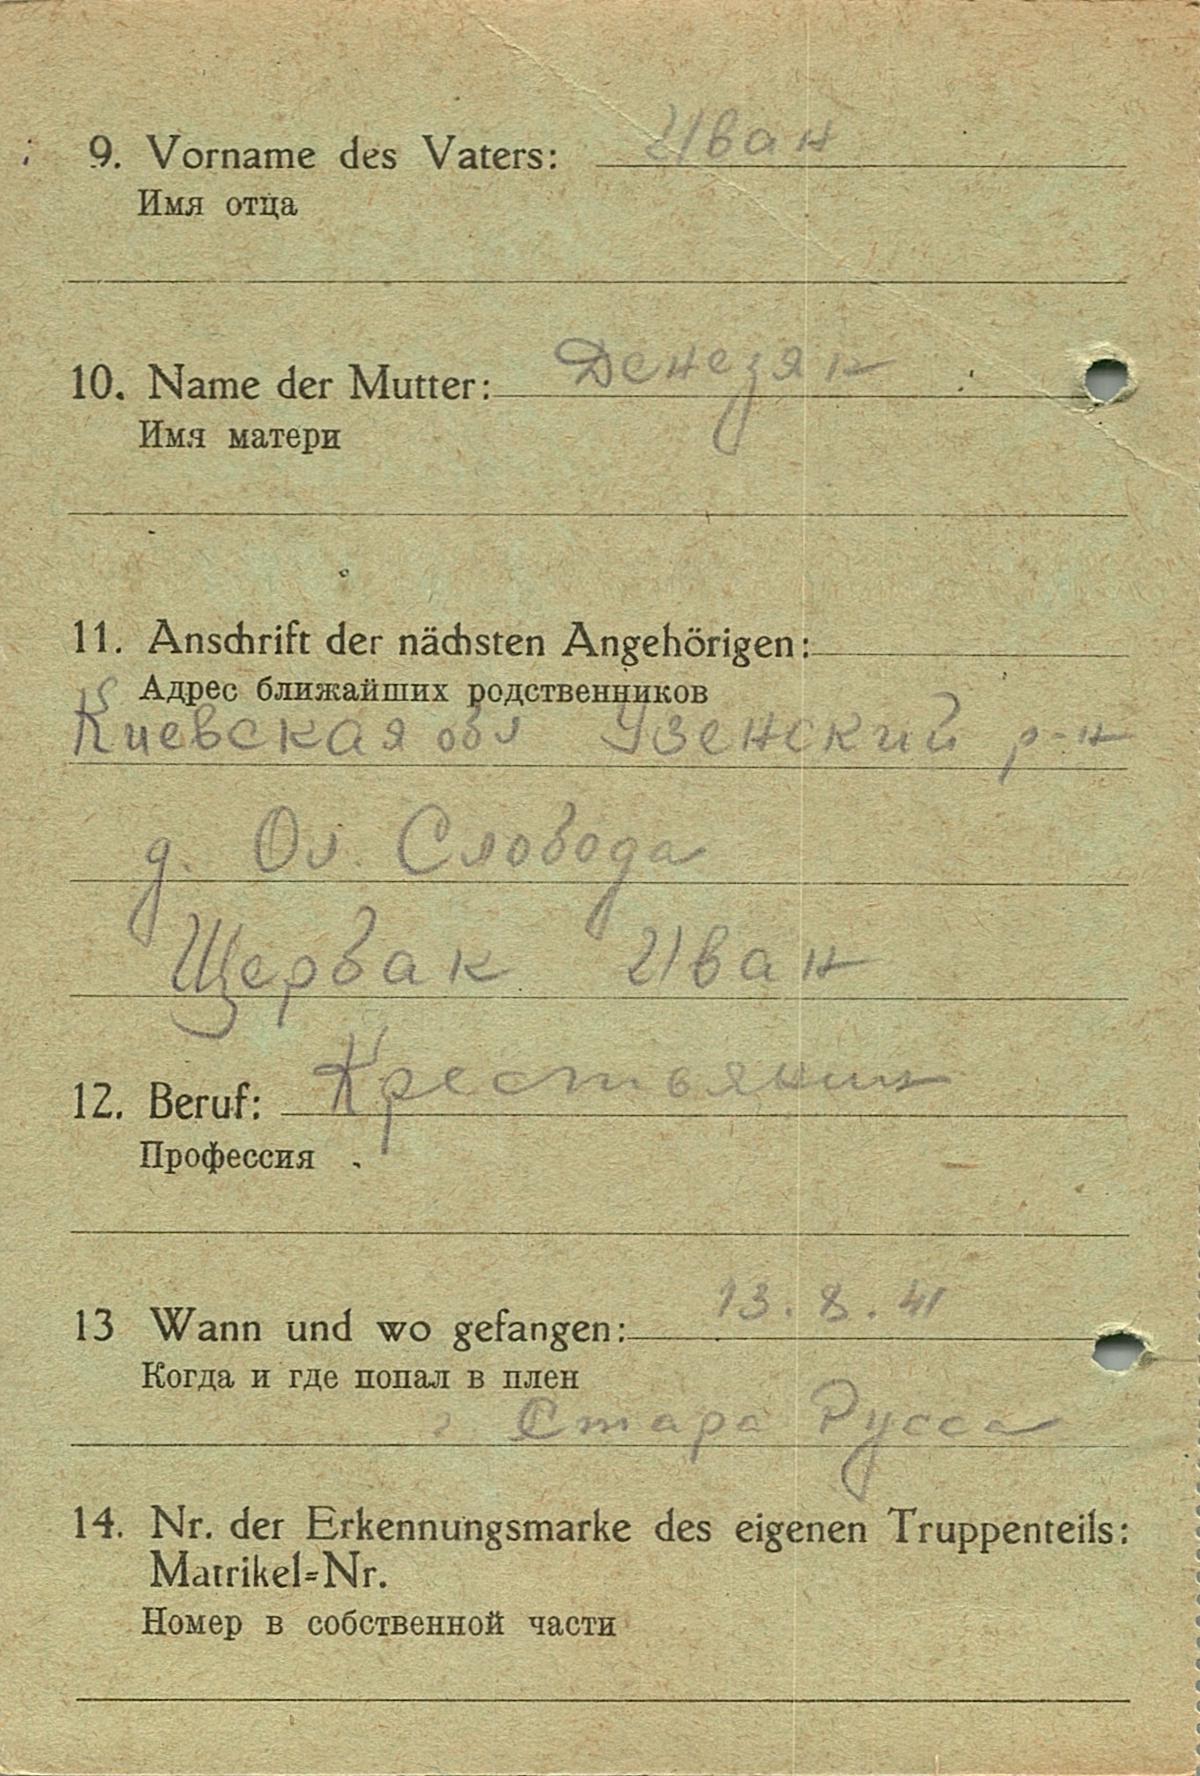 9. Vorname des Vaters: Иван
Имя отца
10. Name der Mutter: Денезян
Имя матери
11. Anschrift der nächsten Angehörigen:
Адрес ближайших родственников
Киевская обл Узенский р-н
д. Ол. Слобода
Щербак Иван
12. Beruf: Крестьянин
Профессия
13 Wann und wo gefangen: 13.8.41
Когда и где попал в плен
Стара Русса
14. Nr. der Erkennungsmarke des eigenen Truppenteils:
Matrikel=Nr.
Номер в собственной части